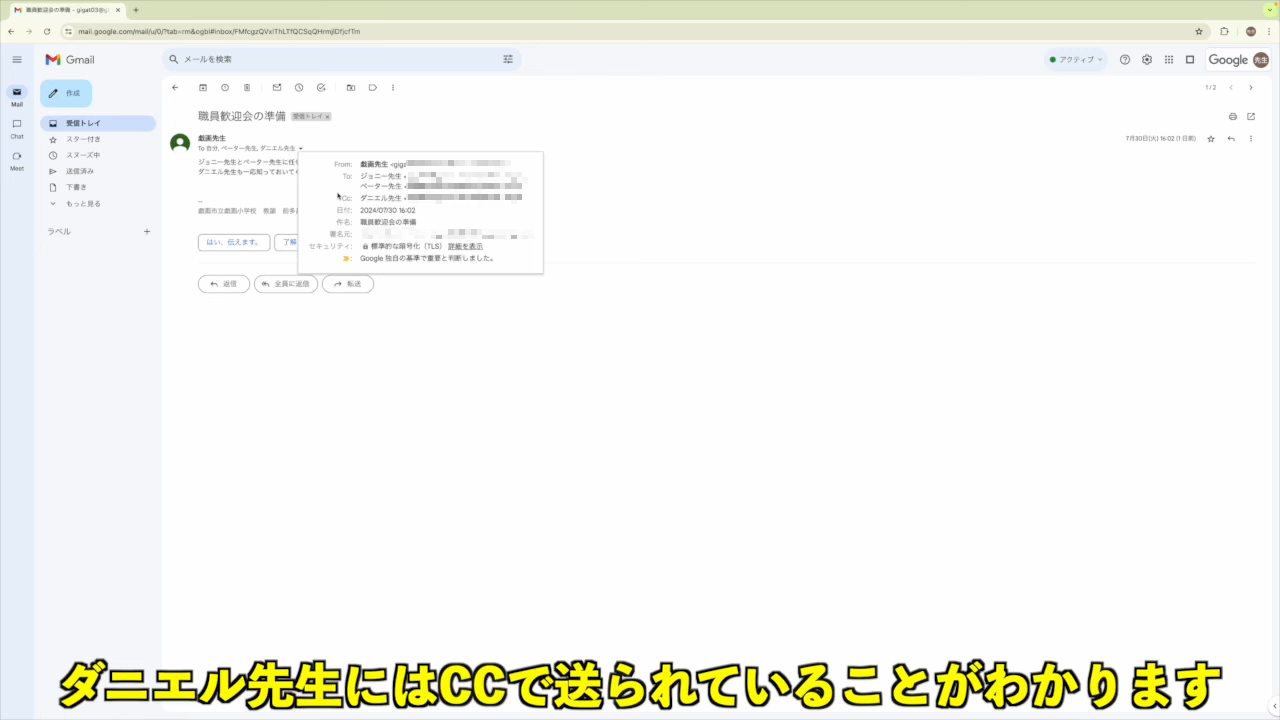 職員歓迎会の準備 - gigat03@gi
mail.google.com/mail/u/0/?tab=rm&ogbl#inbox/
Gmail
メールを検索
アクティブ
Google
先生
作成
Mail
Chat
Meet
受信トレイ
スター付き
スヌーズ中
送信済み
下書き
もっと見る
ラベル
1/2
職員歓迎会の準備 受信トレイ x
戯画先生
7月30日(火) 16:02 (1 日前)
To 自分, ペーター先生, ダニエル先生
ジョニー先生とペーター先生に任
ダニエル先生も一応知っておいて
--
戯画市立戯画小学校 教諭
はい、伝えます。
了解
From: 戯画先生 <giga
To: ジョニー先生 <
ペーター先生 <
Cc: ダニエル先生 <
日付: 2024/07/30 16:02
件名: 職員歓迎会の準備
署名元:
セキュリティ: 標準的な暗号化（TLS） 詳細を表示
Google 独自の基準で重要と判断しました。
返信
全員に返信
転送
ダニエル先生にはCCで送られていることがわかります